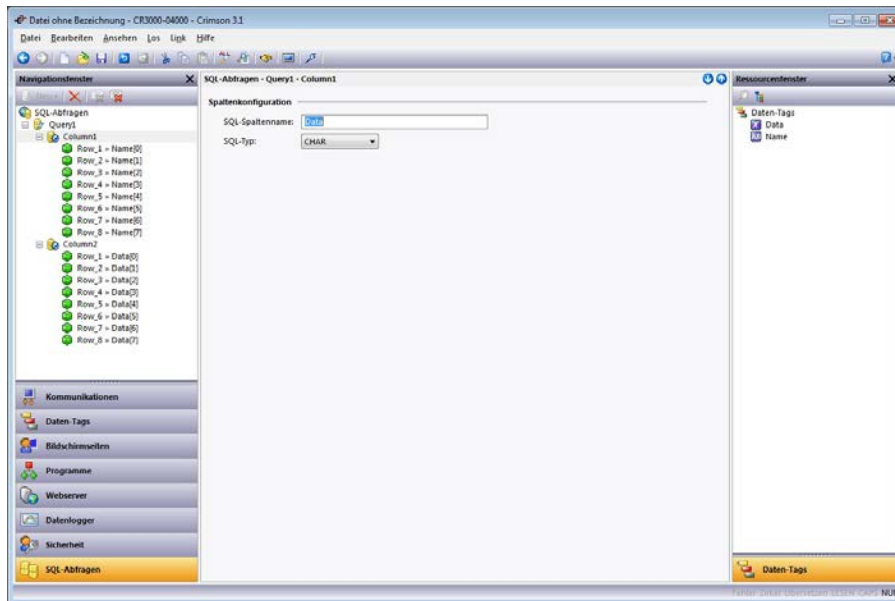 Datei ohne Bezeichnung - CR3000-04000 - Crimson 3.1
Datei Bearbeiten Ansehen Los Link Hilfe
Navigationsfenster
SQL-Abfragen
Query1
Column1
Row_1 = Name[0]
Row_2 = Name[1]
Row_3 = Name[2]
Row_4 = Name[3]
Row_5 = Name[4]
Row_6 = Name[5]
Row_7 = Name[6]
Row_8 = Name[7]
Column2
Row_1 = Data[0]
Row_2 = Data[1]
Row_3 = Data[2]
Row_4 = Data[3]
Row_5 = Data[4]
Row_6 = Data[5]
Row_7 = Data[6]
Row_8 = Data[7]
Kommunikationen
Daten-Tags
Bildschirmseiten
Programme
Webserver
Datenlogger
Sicherheit
SQL-Abfragen
SQL-Abfragen - Query1 - Column1
Spaltenkonfiguration
SQL-Spaltenname: Data
SQL-Typ: CHAR
Ressourcenfenster
Daten-Tags
Data
Name
Daten-Tags